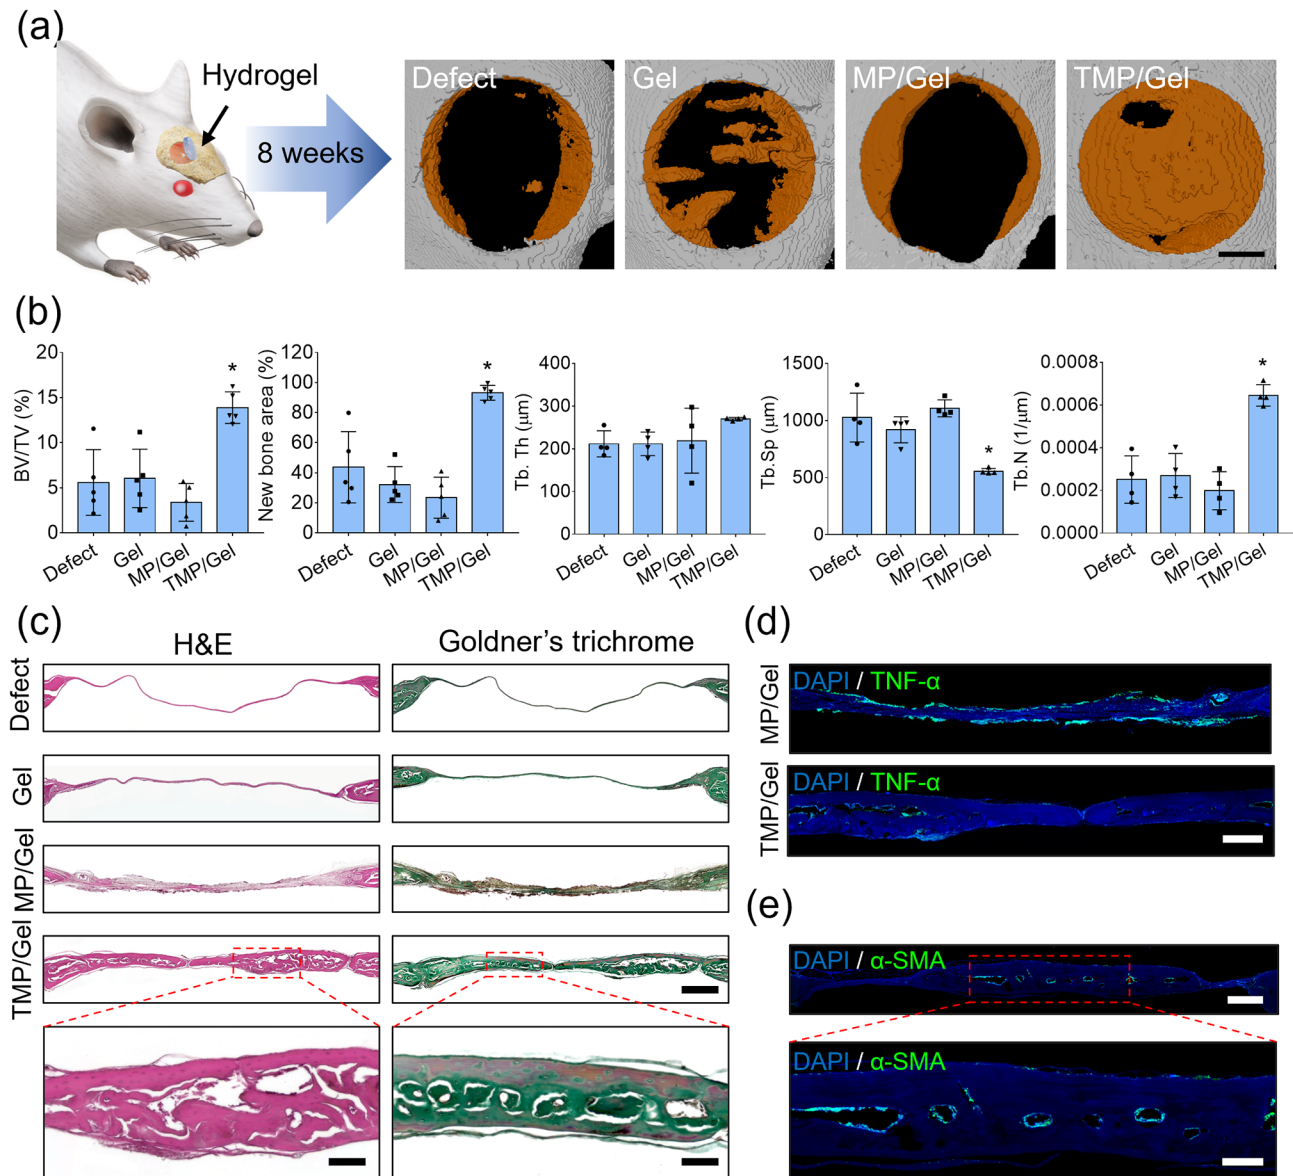 (a)
Hydrogel
8 weeks
Defect
Gel
MP/Gel
TMP/Gel
(b)
BV/TV (%)
20
15
10
5
0
Defect
Gel
MP/Gel
TMP/Gel
*
New bone area (%)
120
100
80
60
40
20
0
Defect
Gel
MP/Gel
TMP/Gel
*
Tb. Th (µm)
400
300
200
100
0
Defect
Gel
MP/Gel
TMP/Gel
Tb.Sp (µm)
1500
1000
500
0
Defect
Gel
MP/Gel
TMP/Gel
*
Tb.N (1/µm)
0.0008
0.0006
0.0004
0.0002
0.0000
Defect
Gel
MP/Gel
TMP/Gel
*
(c)
H&E
Goldner's trichrome
Defect
Gel
MP/Gel
TMP/Gel
(d)
MP/Gel
DAPI / TNF-α
TMP/Gel
DAPI / TNF-α
(e)
DAPI / α-SMA
DAPI / α-SMA